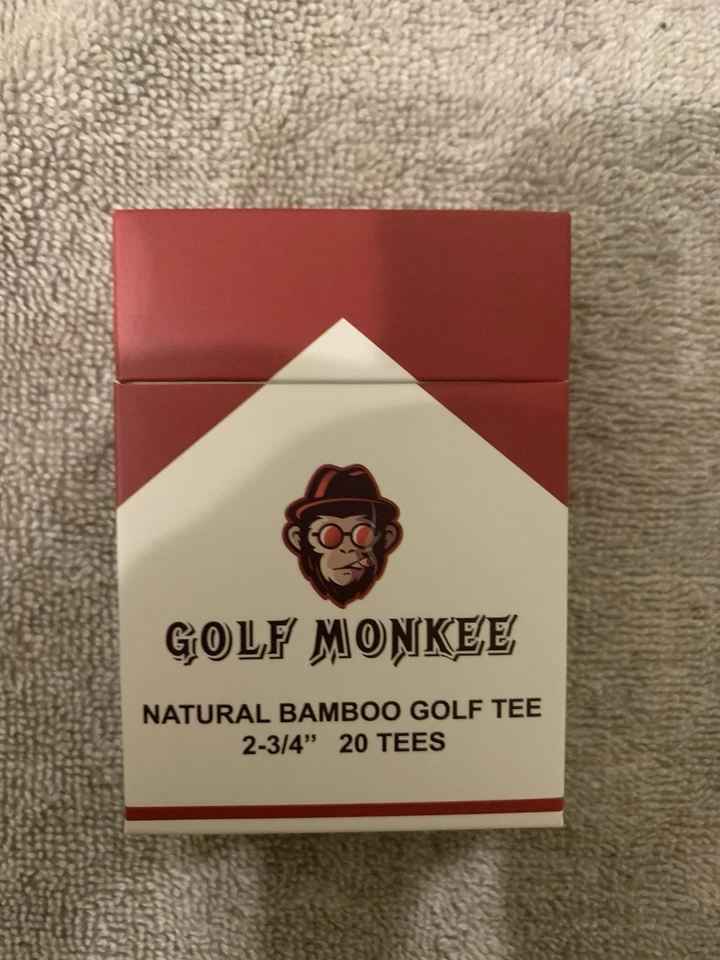 GOLF MONKEE
NATURAL BAMBOO GOLF TEE
2-3/4” 20 TEES